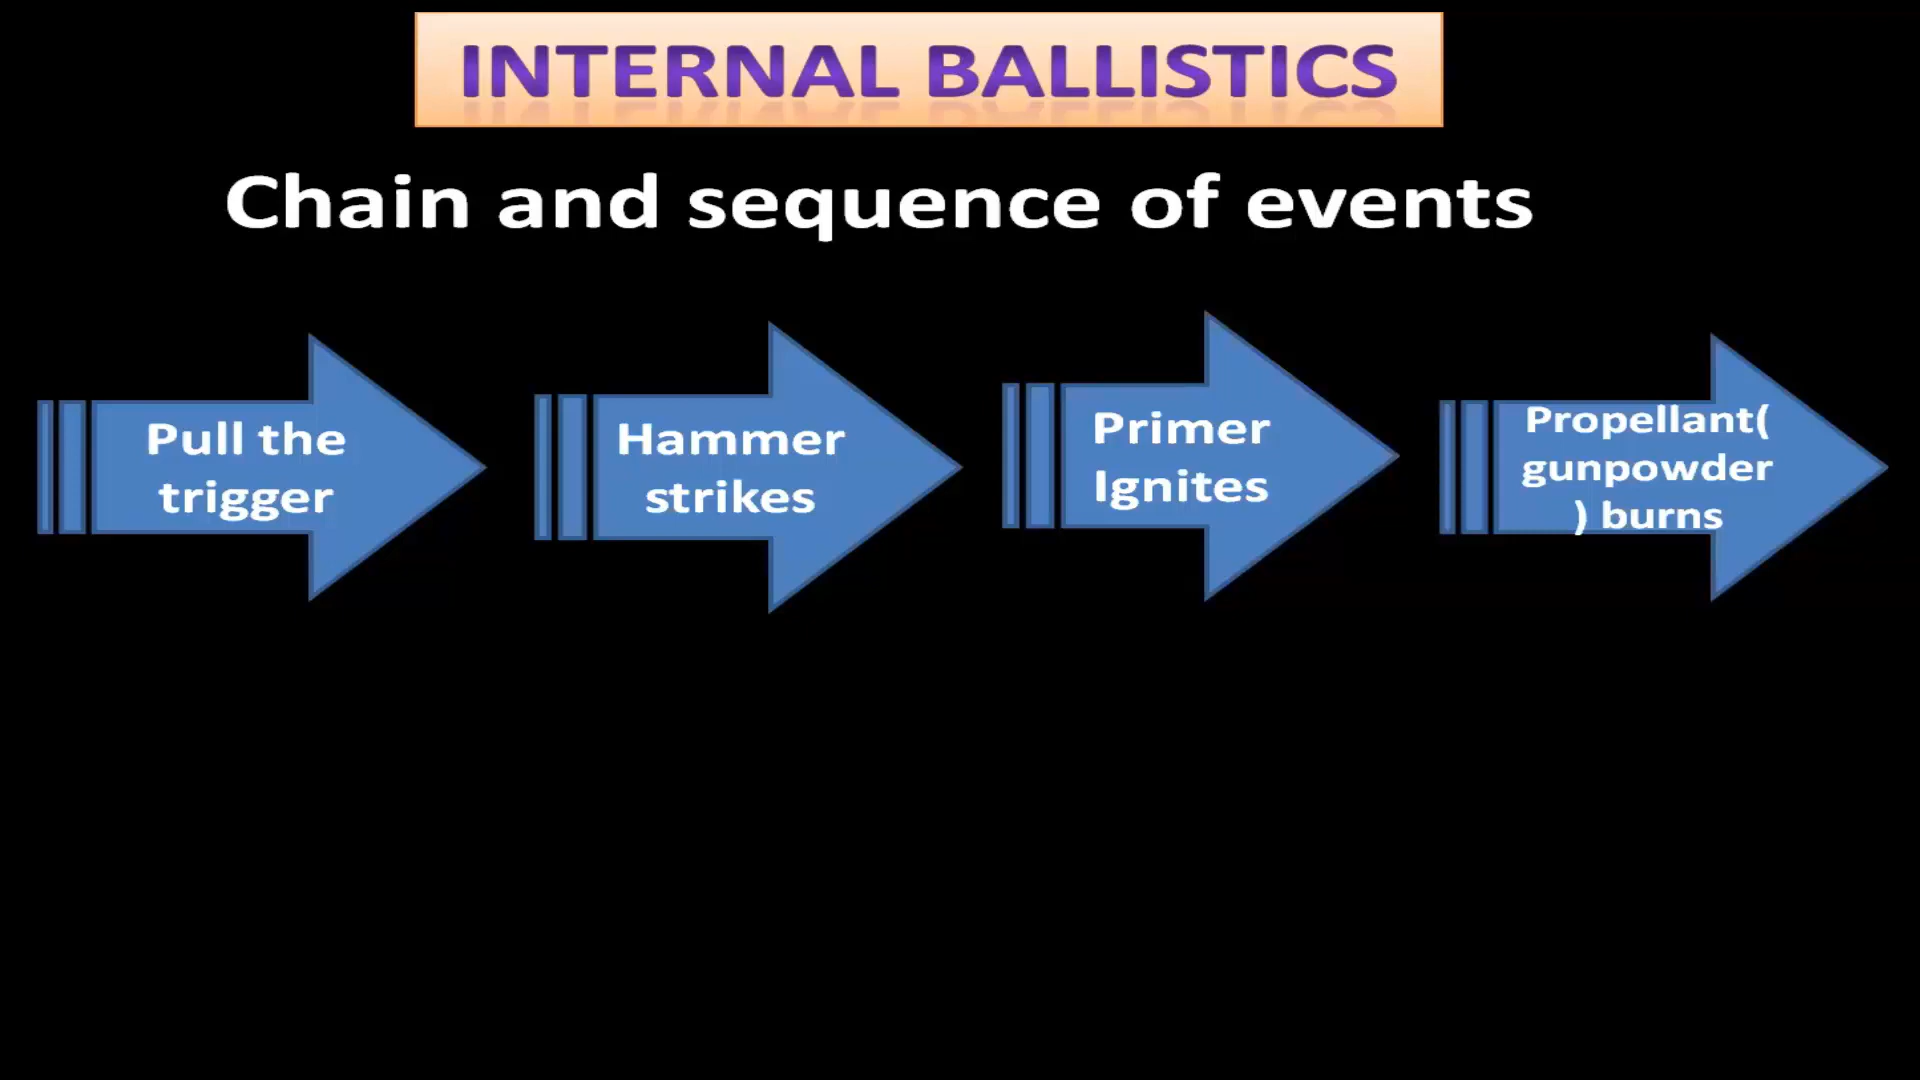 INTERNAL BALLISTICS
Chain and sequence of events
Pull the
trigger
Hammer
strikes
Primer
Ignites
Propellant(
gunpowder
) burns